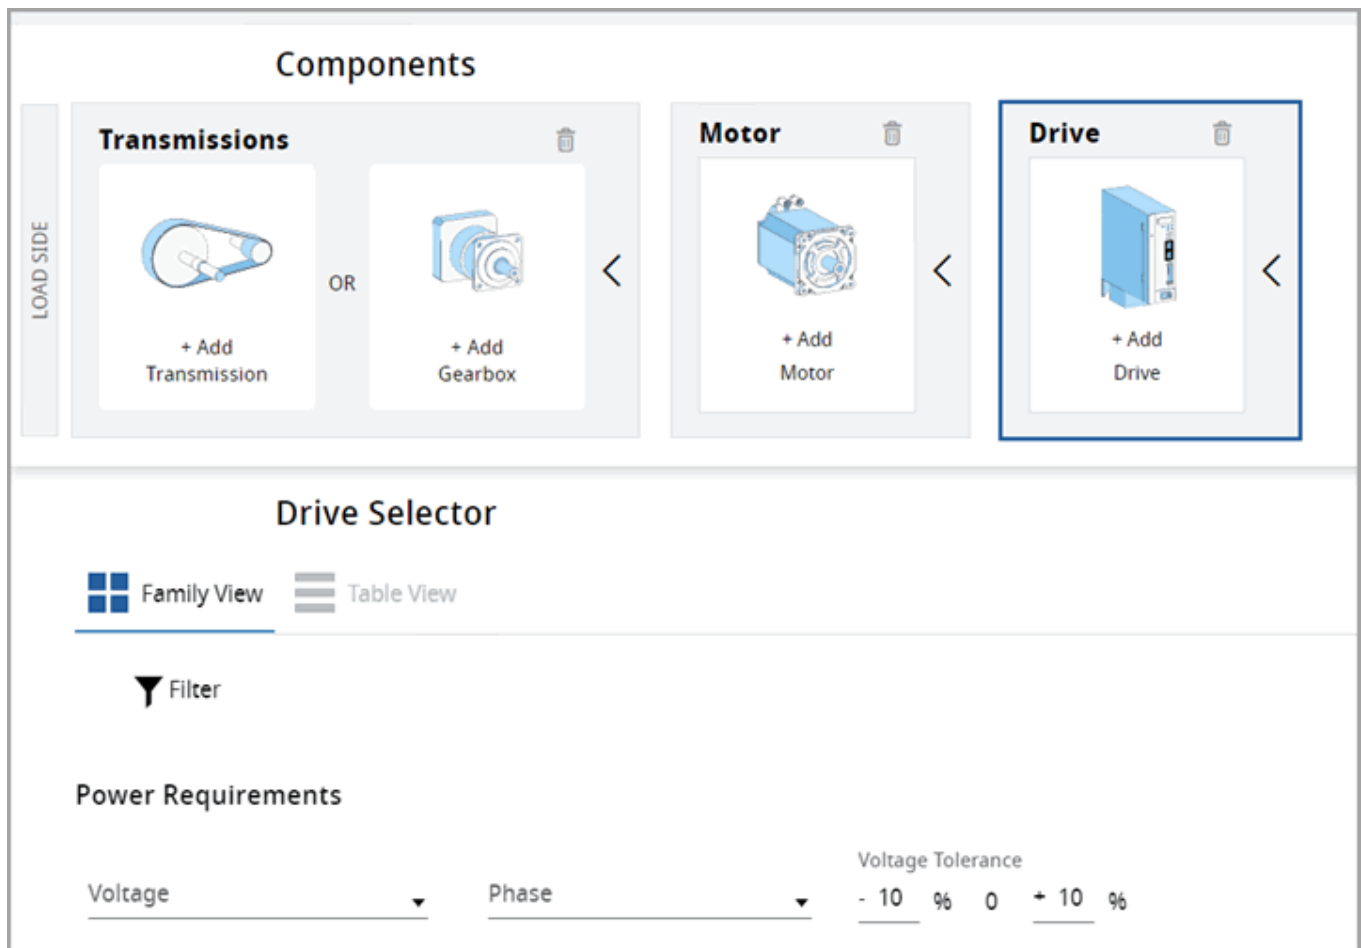 Components
LOAD SIDE
Transmissions
+ Add
Transmission
OR
+ Add
Gearbox
Motor
+ Add
Motor
Drive
+ Add
Drive
Drive Selector
Family View
Table View
Filter
Power Requirements
Voltage
Phase
Voltage Tolerance
- 10 % 0 + 10 %